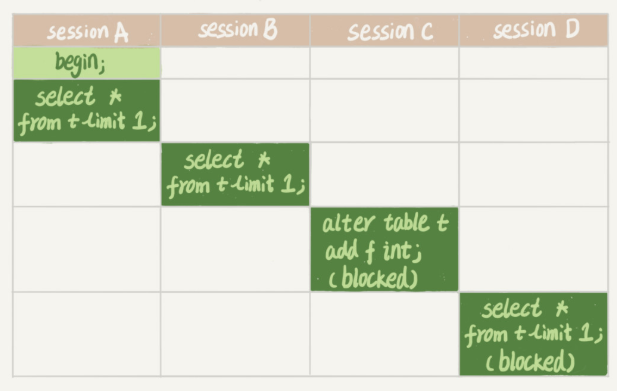 session A session B session C session D
begin;
select *
from t limit 1;
select *
from t limit 1;
alter table t
add f int;
(blocked)
select *
from t limit 1;
(blocked)